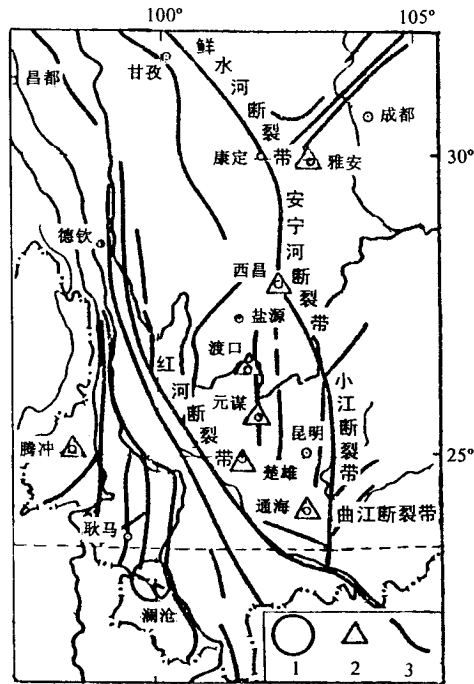 100°
105°
鲜水河断裂带
甘孜
昌都
成都
康定
雅安
30°
安宁河断裂带
德钦
西昌
盐源
渡口
红河断裂带
元谋
小江断裂带
昆明
腾冲
楚雄
25°
通海
曲江断裂带
耿马
澜沧
1
2
3